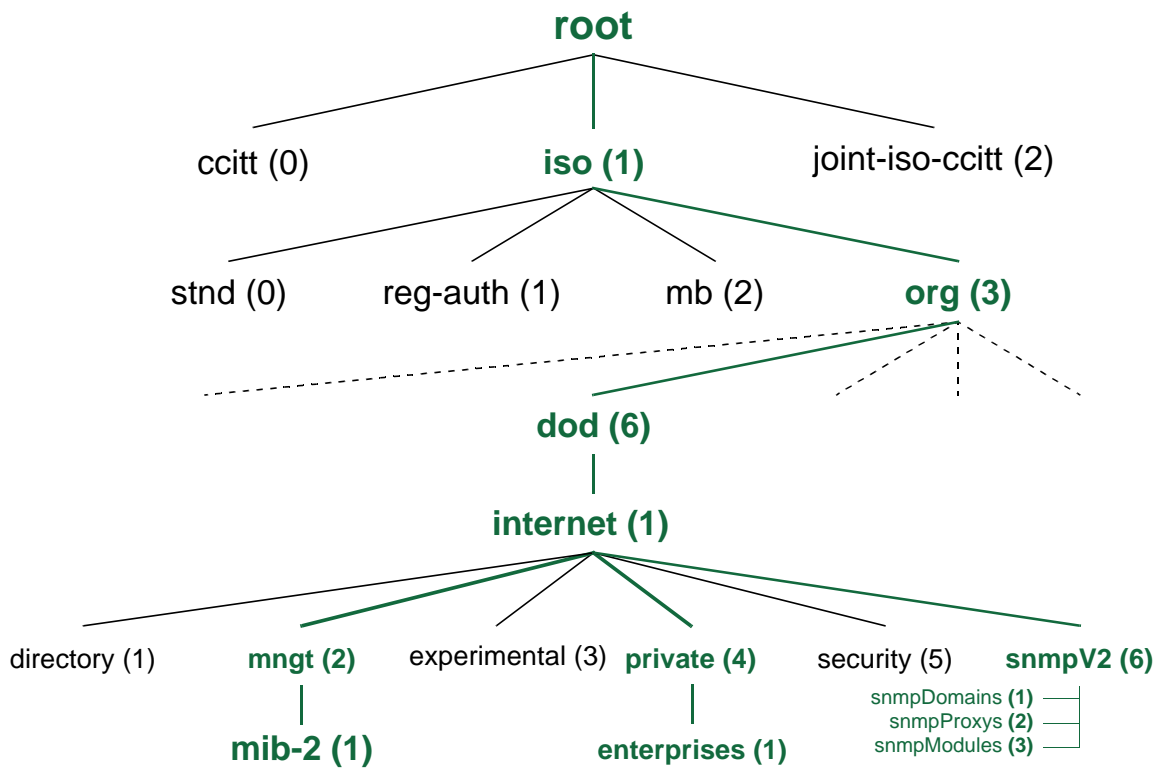 root
ccitt (0) iso (1) joint-iso-ccitt (2)
stnd (0) reg-auth (1) mb (2) org (3)
dod (6)
internet (1)
directory (1) mngt (2) experimental (3) private (4) security (5) snmpV2 (6)
snmpDomains (1)
snmpProxys (2)
snmpModules (3)
mib-2 (1) enterprises (1)